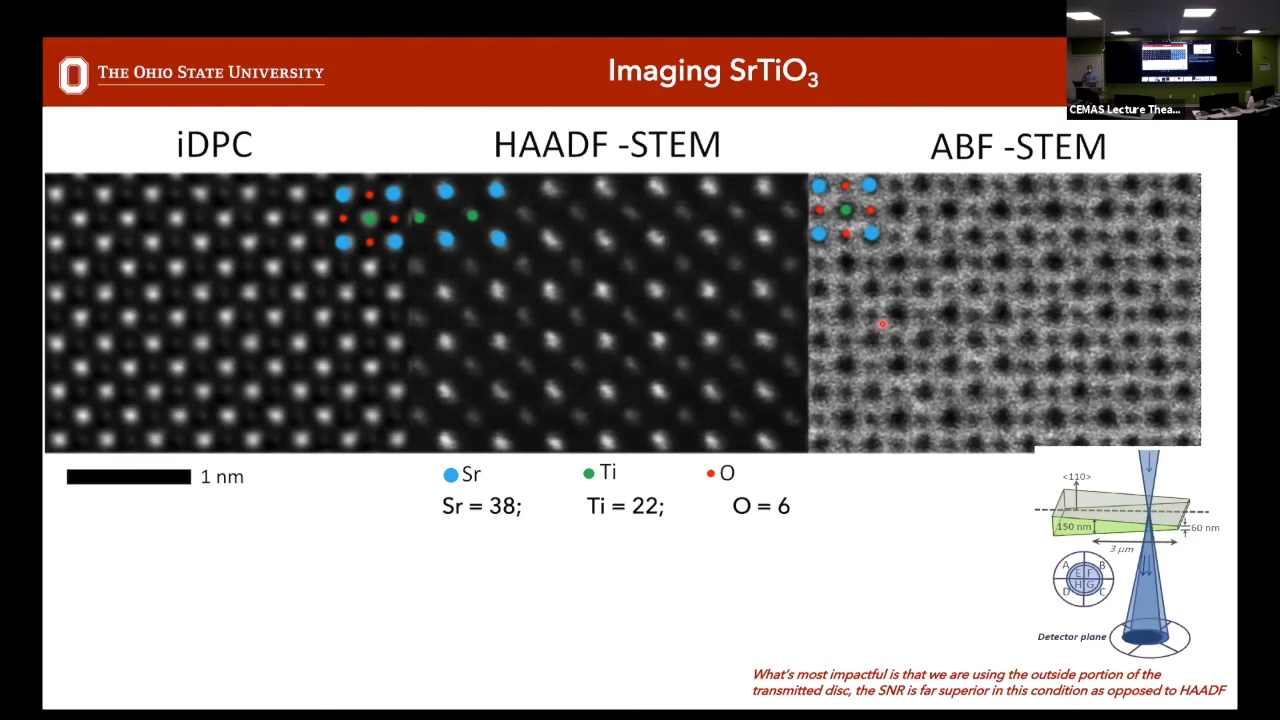 THE OHIO STATE UNIVERSITY
Imaging SrTiO3
CEMAS Lecture Thea...
iDPC
HAADF -STEM
ABF -STEM
1 nm
Sr
Ti
O
Sr = 38;
Ti = 22;
O = 6
<110>
150 nm
60 nm
3 μm
A
B
E
F
H
G
D
C
Detector plane
What's most impactful is that we are using the outside portion of the
transmitted disc, the SNR is far superior in this condition as opposed to HAADF